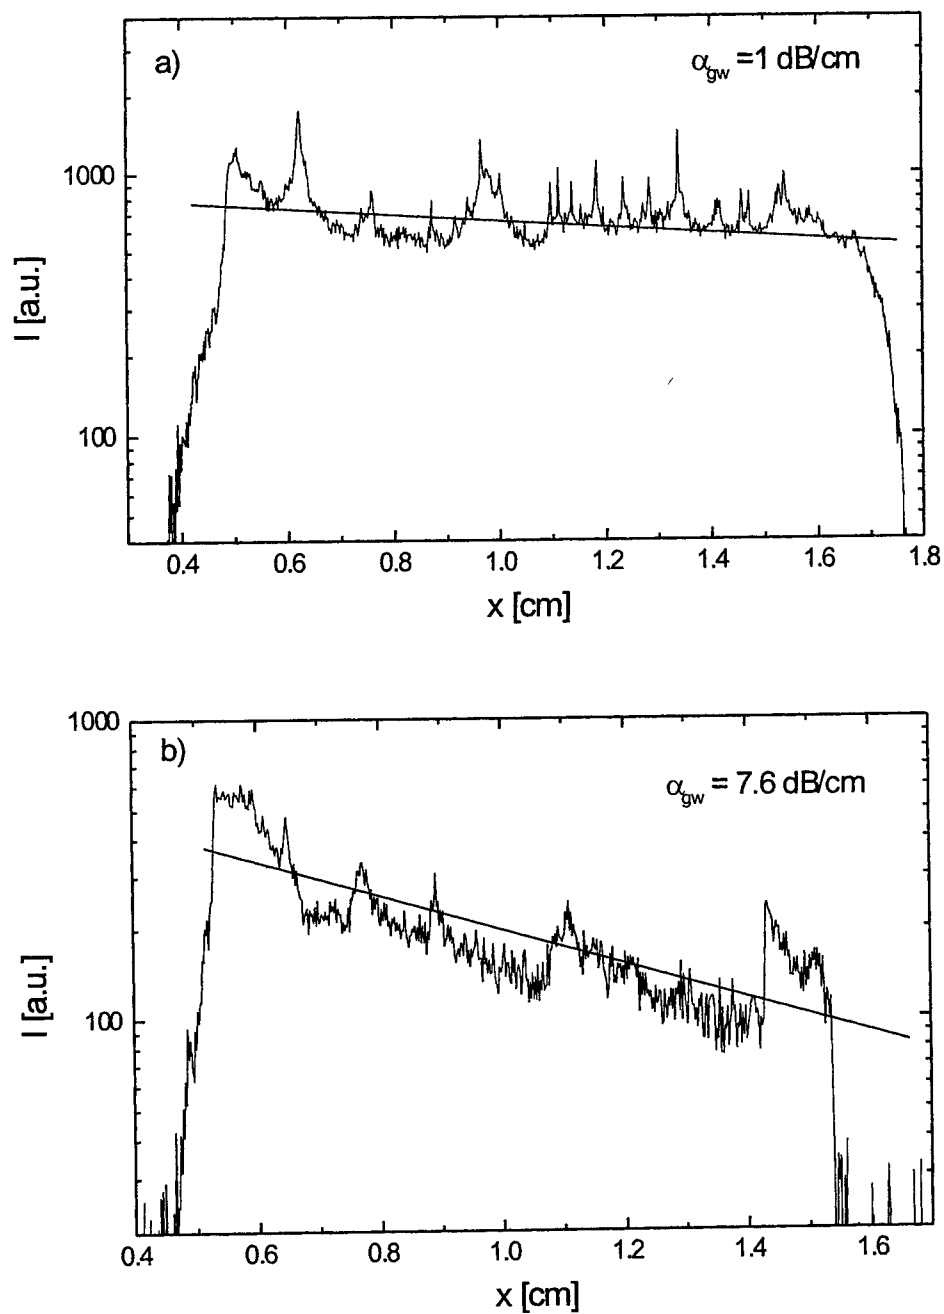 a)
αgw =1 dB/cm
1000
100
I [a.u.]
0.4 0.6 0.8 1.0 1.2 1.4 1.6 1.8
x [cm]
b)
αgw = 7.6 dB/cm
1000
100
I [a.u.]
0.4 0.6 0.8 1.0 1.2 1.4 1.6
x [cm]